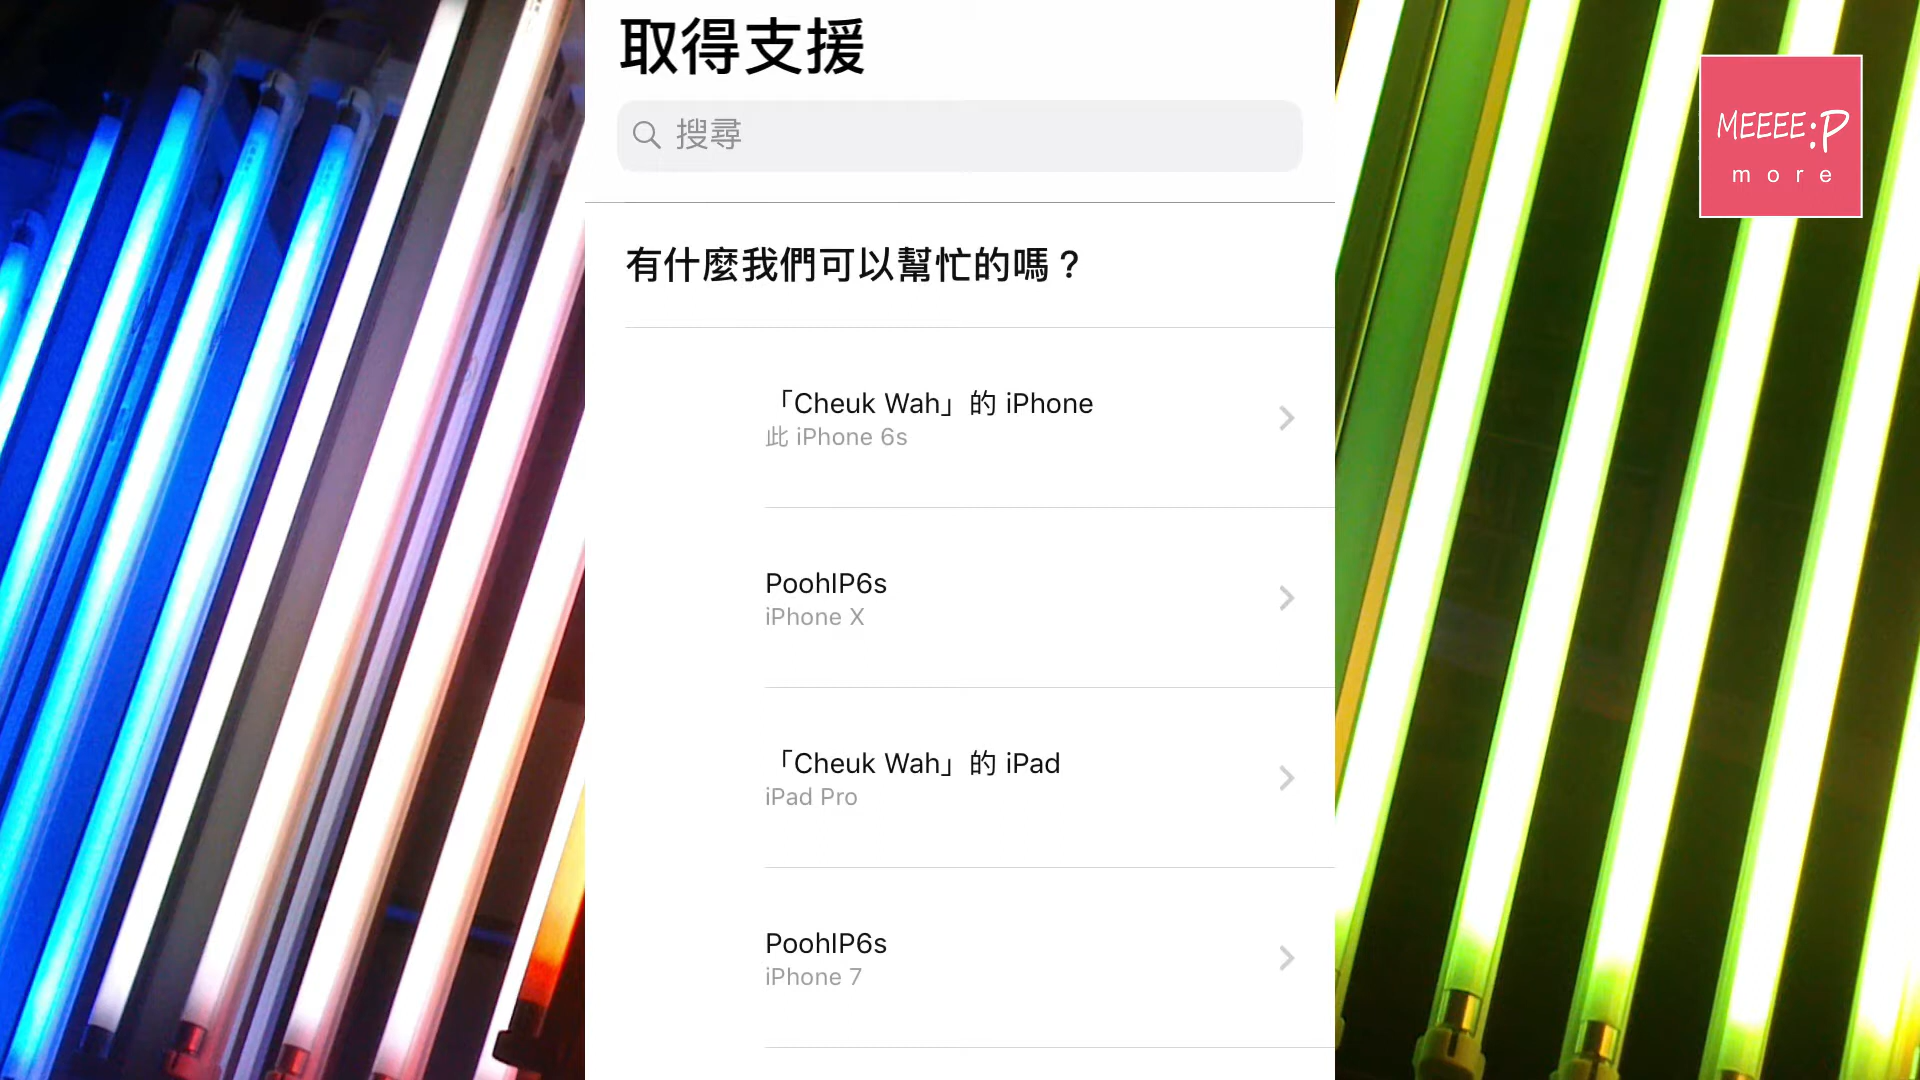 取得支援
搜尋
有什麼我們可以幫忙的嗎？
「Cheuk Wah」的 iPhone
此 iPhone 6s
PoohIP6s
iPhone X
「Cheuk Wah」的 iPad
iPad Pro
PoohIP6s
iPhone 7
MEEEE:P
more